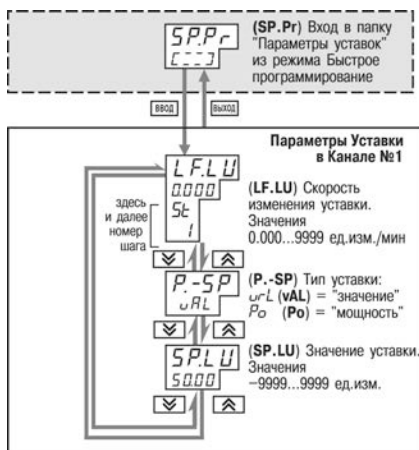 SP.Pr
[---]
(SP.Pr) Вход в папку
"Параметры уставок"
из режима Быстрое
программирование
ВВОД
ВЫХОД
Параметры Уставки
в Канале №1
LF.LU
0.000
St
1
здесь
и далее
номер
шага
(LF.LU) Скорость
изменения уставки.
Значения
0.000...9999 ед.изм./мин
P.-SP
vAL
(P.-SP) Тип уставки:
vrL (vAL) = "значение"
Po (Po) = "мощность"
SP.LU
50.00
(SP.LU) Значение уставки.
Значения
−9999...9999 ед.изм.